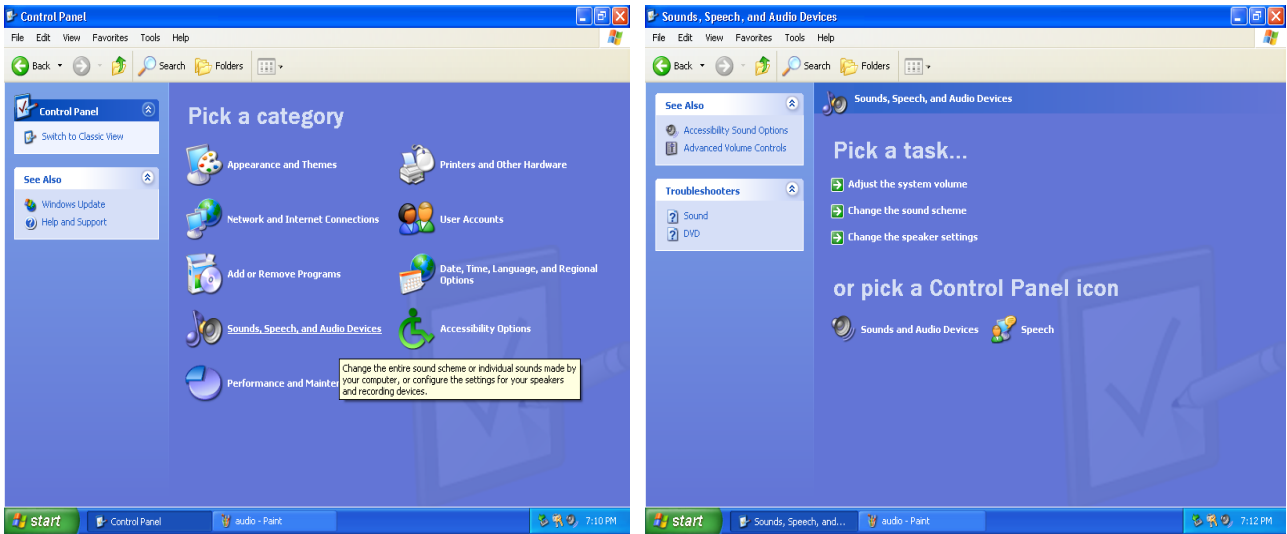 Control Panel
File Edit View Favorites Tools Help
Back Search Folders
Control Panel
Switch to Classic View
See Also
Windows Update
Help and Support
Pick a category
Appearance and Themes
Printers and Other Hardware
Network and Internet Connections
User Accounts
Add or Remove Programs
Date, Time, Language, and Regional
Options
Sounds, Speech, and Audio Devices
Accessibility Options
Performance and Mainte
Change the entire sound scheme or individual sounds made by
your computer, or configure the settings for your speakers
and recording devices.
start Control Panel audio - Paint 7:10 PM
Sounds, Speech, and Audio Devices
File Edit View Favorites Tools Help
Back Search Folders
See Also
Accessibility Sound Options
Advanced Volume Controls
Troubleshooters
Sound
DVD
Sounds, Speech, and Audio Devices
Pick a task...
Adjust the system volume
Change the sound scheme
Change the speaker settings
or pick a Control Panel icon
Sounds and Audio Devices Speech
start Sounds, Speech, and... audio - Paint 7:12 PM